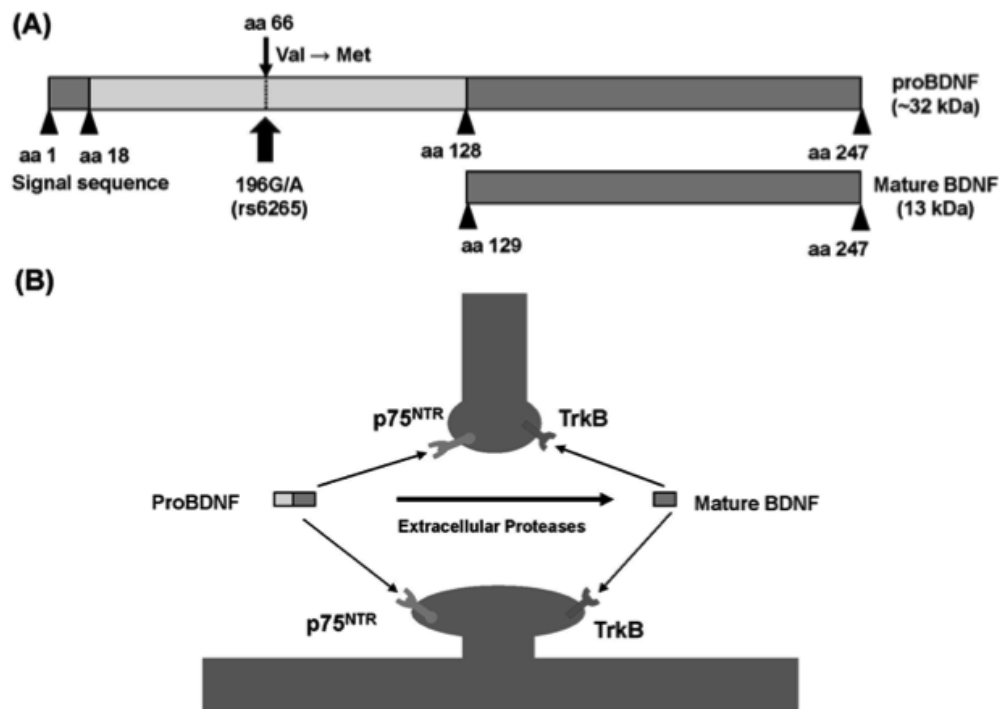 (A)
aa 66
Val → Met
proBDNF
(~32 kDa)
aa 1
aa 18
aa 128
aa 247
Signal sequence
196G/A
(rs6265)
Mature BDNF
(13 kDa)
aa 129
aa 247
(B)
p75NTR
TrkB
ProBDNF
Mature BDNF
Extracellular Proteases
p75NTR
TrkB